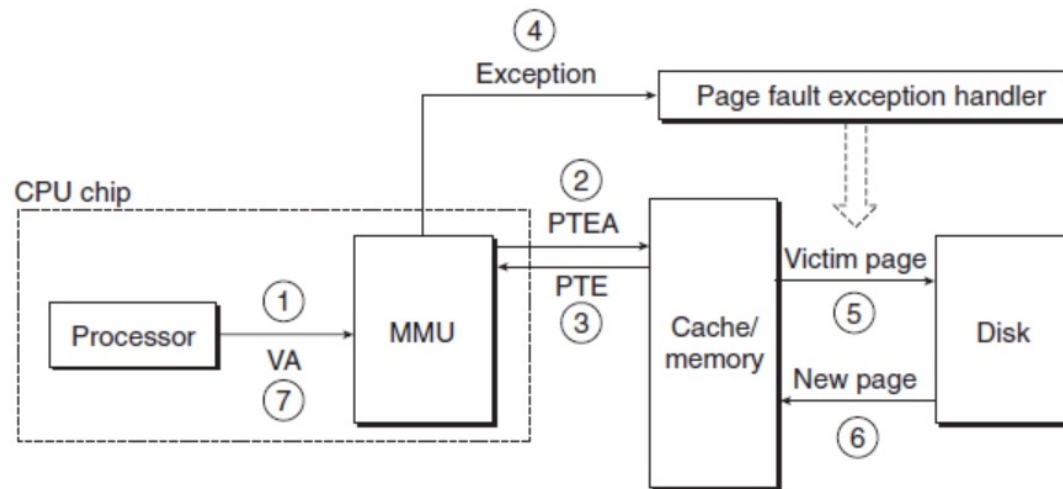 4
Exception
Page fault exception handler
CPU chip
2
PTEA
Victim page
1
PTE
5
Processor
MMU
3
Cache/
memory
Disk
VA
7
New page
6